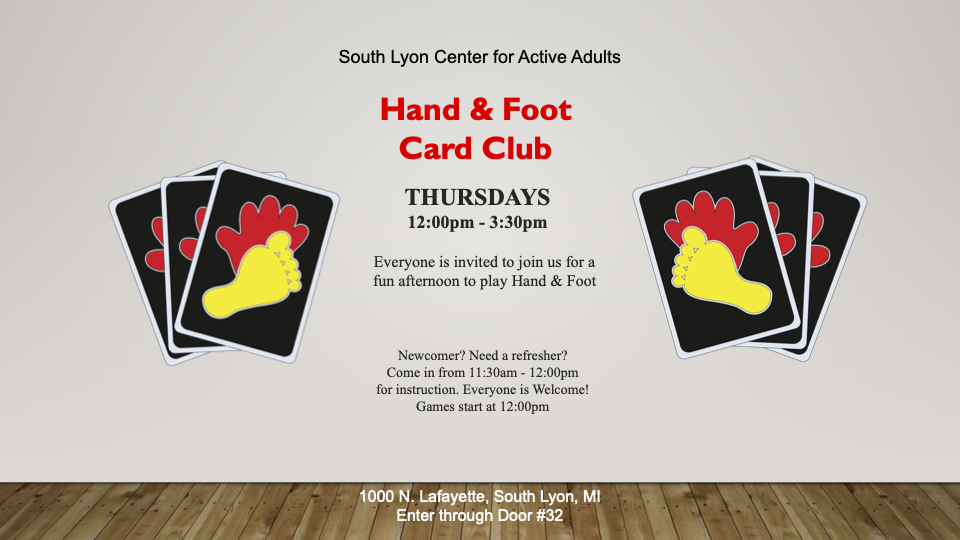 South Lyon Center for Active Adults
Hand & Foot
Card Club
THURSDAYS
12:00pm - 3:30pm
Everyone is invited to join us for a
fun afternoon to play Hand & Foot
Newcomer? Need a refresher?
Come in from 11:30am - 12:00pm
for instruction. Everyone is Welcome!
Games start at 12:00pm
1000 N. Lafayette, South Lyon, MI
Enter through Door #32